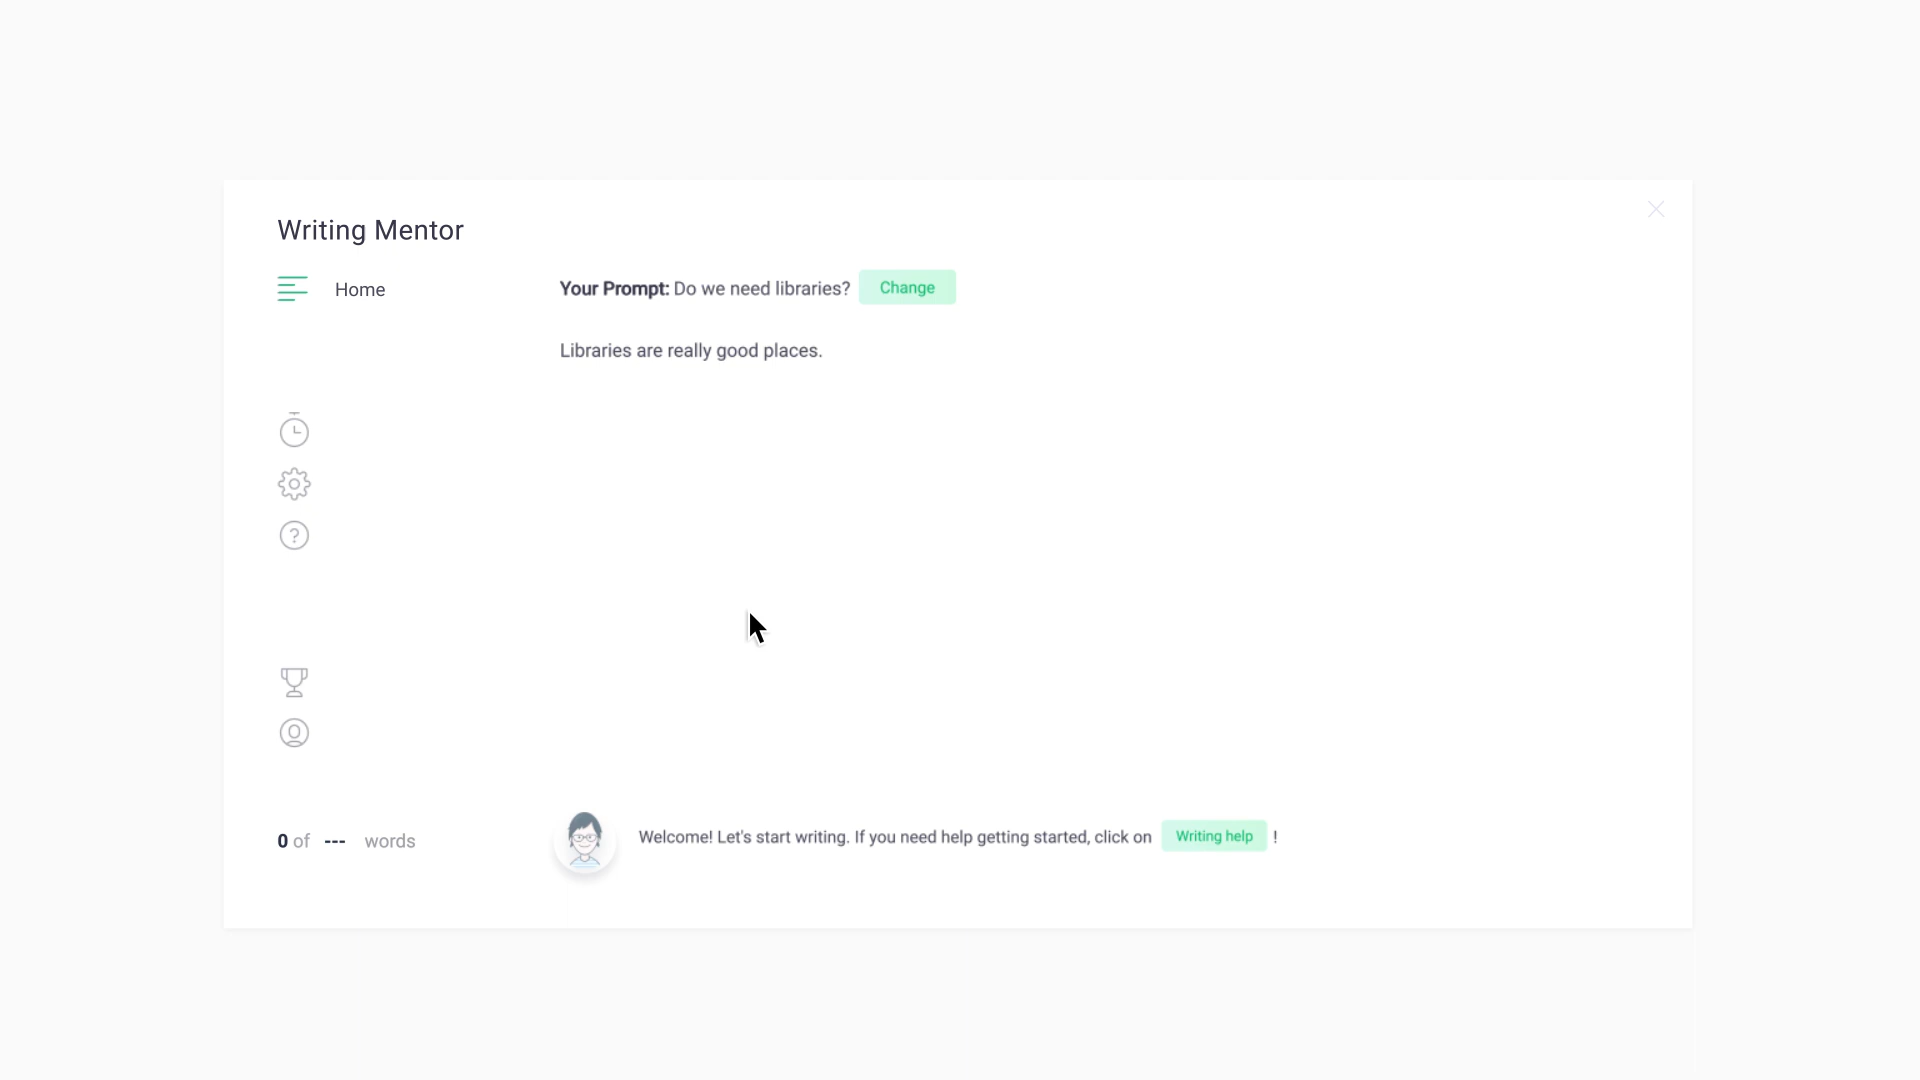 Writing Mentor
Home
Your Prompt: Do we need libraries? Change
Libraries are really good places.
0 of --- words
Welcome! Let's start writing. If you need help getting started, click on Writing help !